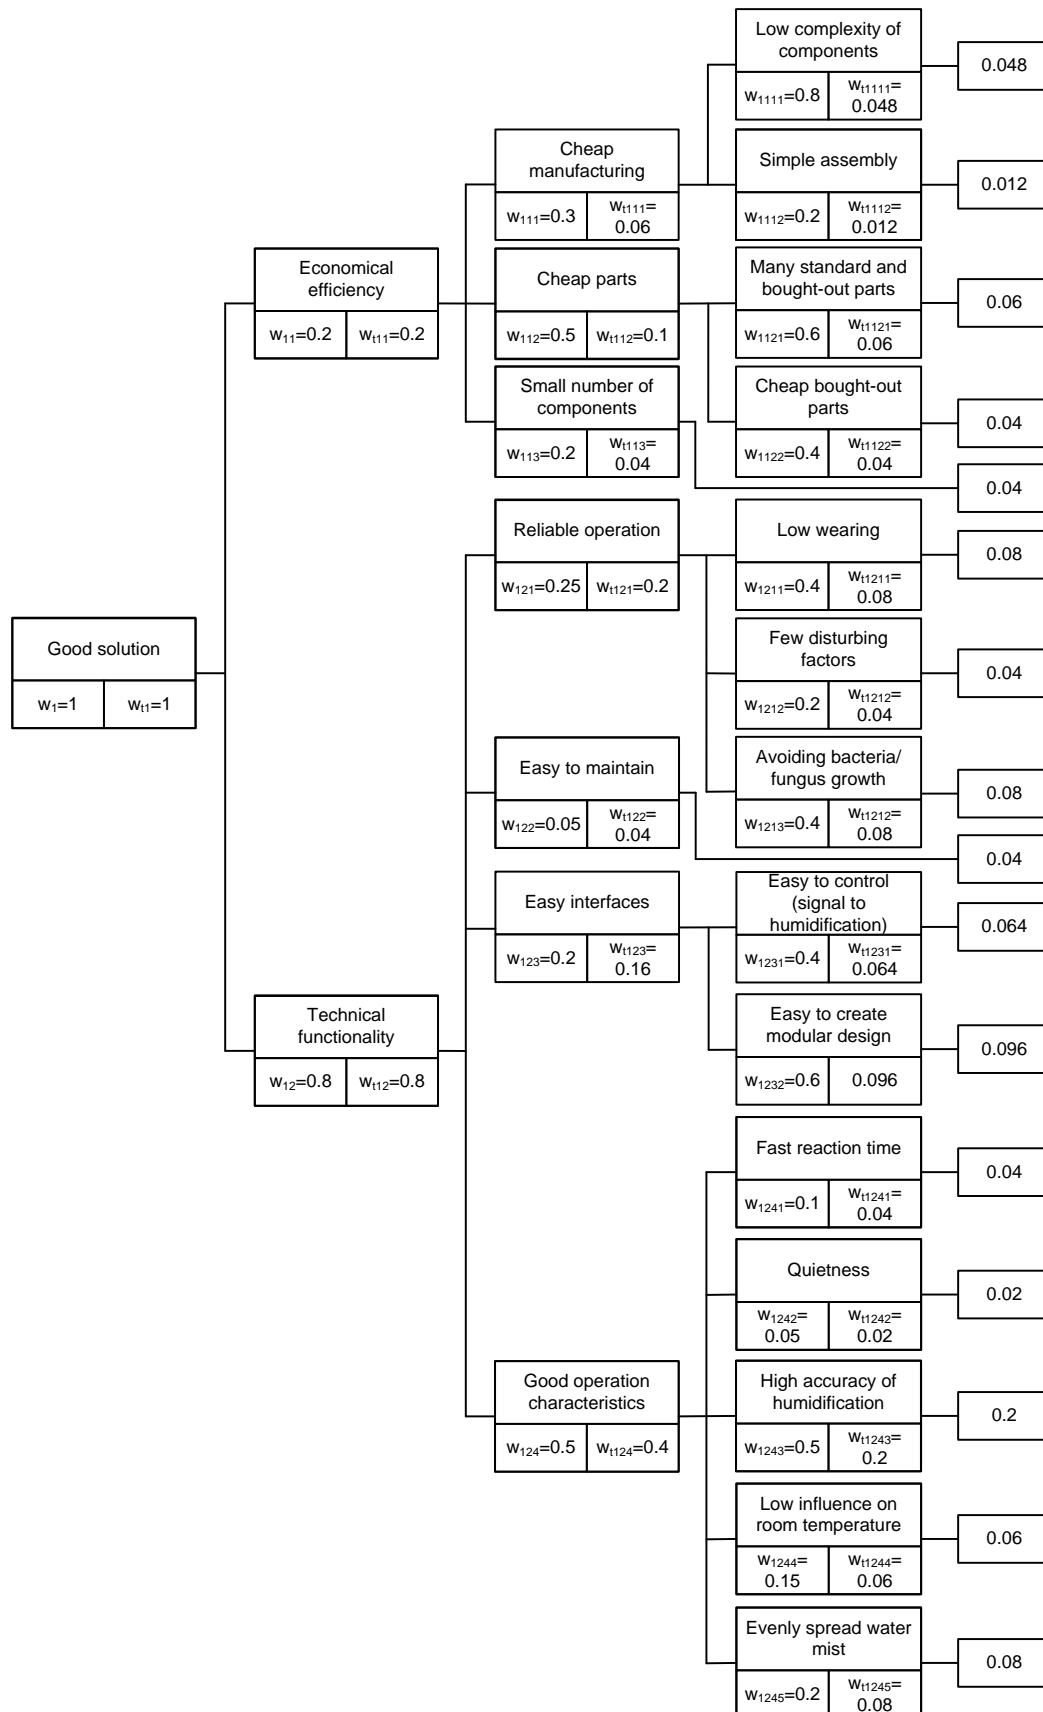 Low complexity of
components
w₁₁₁₁=0.8
wₜ₁₁₁₁=
0.048
0.048
Cheap
manufacturing
w₁₁₁=0.3
wₜ₁₁₁=
0.06
Simple assembly
w₁₁₁₂=0.2
wₜ₁₁₁₂=
0.012
0.012
Economical
efficiency
w₁₁=0.2
wₜ₁₁=0.2
Cheap parts
w₁₁₂=0.5
wₜ₁₁₂=0.1
Many standard and
bought-out parts
w₁₁₂₁=0.6
wₜ₁₁₂₁=
0.06
0.06
Small number of
components
w₁₁₃=0.2
wₜ₁₁₃=
0.04
Cheap bought-out
parts
w₁₁₂₂=0.4
wₜ₁₁₂₂=
0.04
0.04
0.04
Reliable operation
w₁₂₁=0.25
wₜ₁₂₁=0.2
Low wearing
w₁₂₁₁=0.4
wₜ₁₂₁₁=
0.08
0.08
Good solution
w₁=1
wₜ₁=1
Few disturbing
factors
w₁₂₁₂=0.2
wₜ₁₂₁₂=
0.04
0.04
Easy to maintain
w₁₂₂=0.05
wₜ₁₂₂=
0.04
Avoiding bacteria/
fungus growth
w₁₂₁₃=0.4
wₜ₁₂₁₂=
0.08
0.08
0.04
Easy interfaces
w₁₂₃=0.2
wₜ₁₂₃=
0.16
Easy to control
(signal to
humidification)
w₁₂₃₁=0.4
wₜ₁₂₃₁=
0.064
0.064
Technical
functionality
w₁₂=0.8
wₜ₁₂=0.8
Easy to create
modular design
w₁₂₃₂=0.6
0.096
0.096
Fast reaction time
w₁₂₄₁=0.1
wₜ₁₂₄₁=
0.04
0.04
Quietness
w₁₂₄₂=
0.05
wₜ₁₂₄₂=
0.02
0.02
Good operation
characteristics
w₁₂₄=0.5
wₜ₁₂₄=0.4
High accuracy of
humidification
w₁₂₄₃=0.5
wₜ₁₂₄₃=
0.2
0.2
Low influence on
room temperature
w₁₂₄₄=
0.15
wₜ₁₂₄₄=
0.06
0.06
Evenly spread water
mist
w₁₂₄₅=0.2
wₜ₁₂₄₅=
0.08
0.08